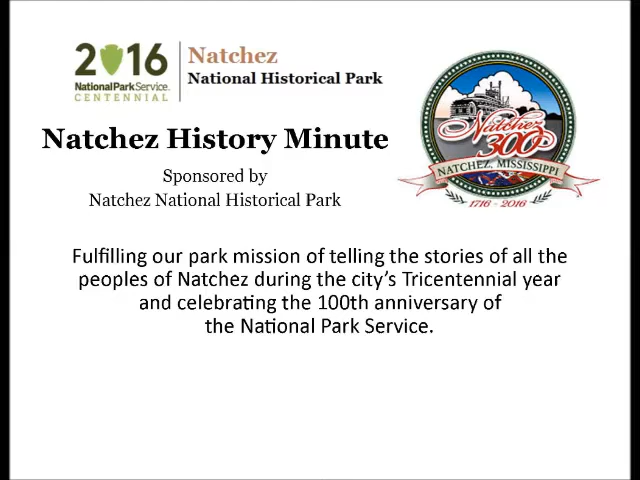 2016
National Park Service
CENTENNIAL
Natchez
National Historical Park
Natchez History Minute
Sponsored by
Natchez National Historical Park
Natchez
300
NATCHEZ, MISSISSIPPI
1716 - 2016
Fulfilling our park mission of telling the stories of all the
peoples of Natchez during the city's Tricentennial year
and celebrating the 100th anniversary of
the National Park Service.